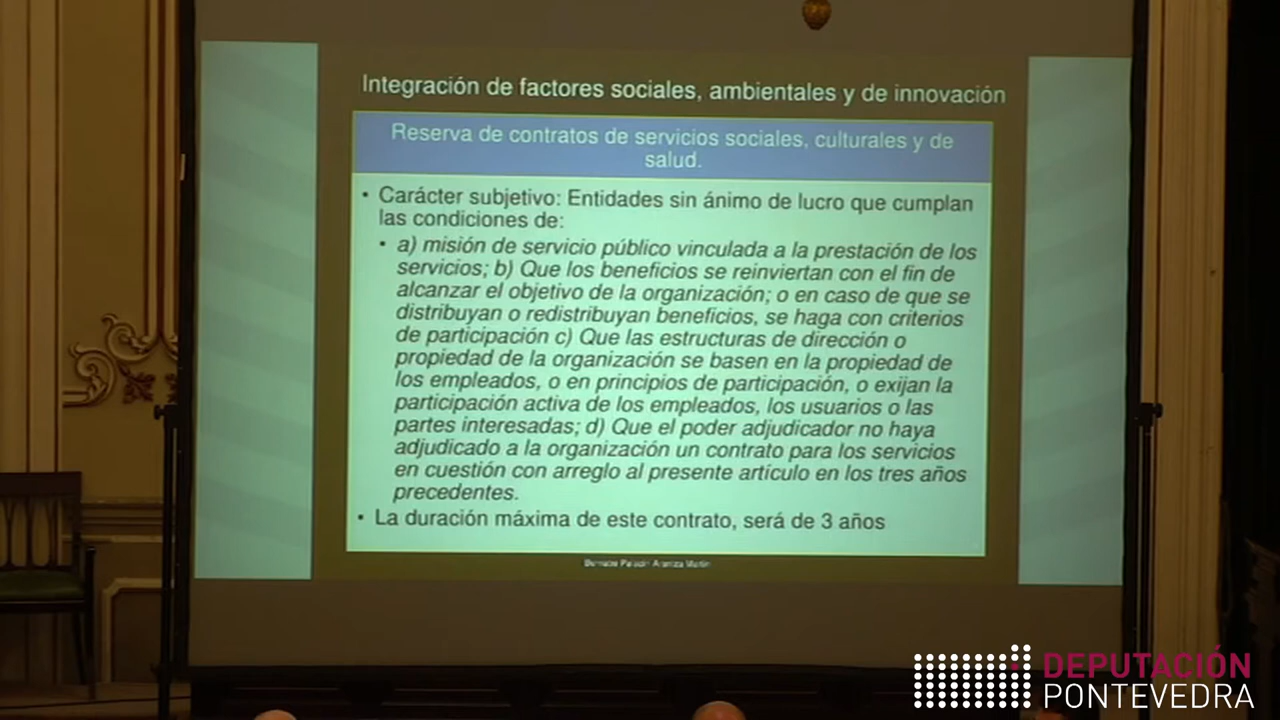 Integración de factores sociales, ambientales y de innovación
Reserva de contratos de servicios sociales, culturales y de
salud.
• Carácter subjetivo: Entidades sin ánimo de lucro que cumplan
las condiciones de:
• a) misión de servicio público vinculada a la prestación de los
servicios; b) Que los beneficios se reinviertan con el fin de
alcanzar el objetivo de la organización; o en caso de que se
distribuyan o redistribuyan beneficios, se haga con criterios
de participación c) Que las estructuras de dirección o
propiedad de la organización se basen en la propiedad de
los empleados, o en principios de participación, o exijan la
participación activa de los empleados, los usuarios o las
partes interesadas; d) Que el poder adjudicador no haya
adjudicado a la organización un contrato para los servicios
en cuestión con arreglo al presente artículo en los tres años
precedentes.
• La duración máxima de este contrato, será de 3 años
DEPUTACIÓN
PONTEVEDRA